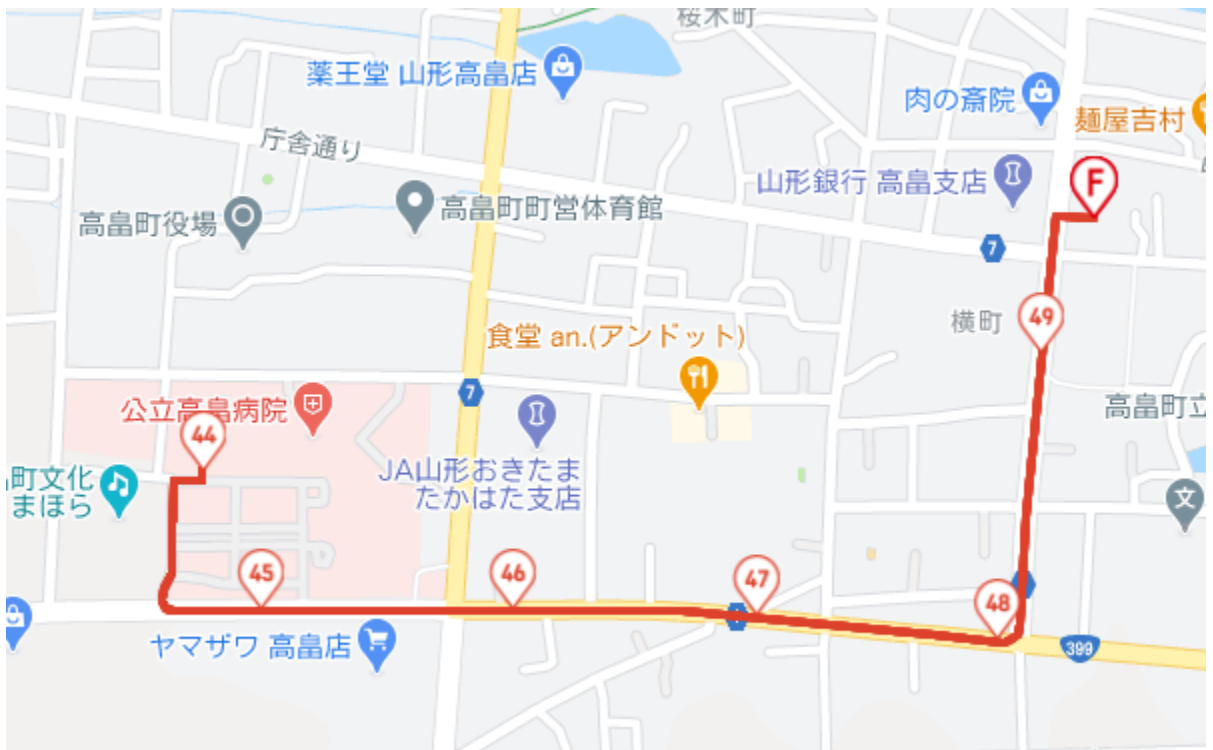 桜木町
薬王堂 山形高畠店
肉の斎院
麺屋吉村
庁舎通り
山形銀行 高畠支店
F
高畠町役場
高畠町町営体育館
7
横町
49
食堂 an.(アンドット)
7
公立高畠病院
44
高畠町立
JA山形おきたま
たかはた支店
町文化
まほら
文
45
46
47
48
ヤマザワ 高畠店
399